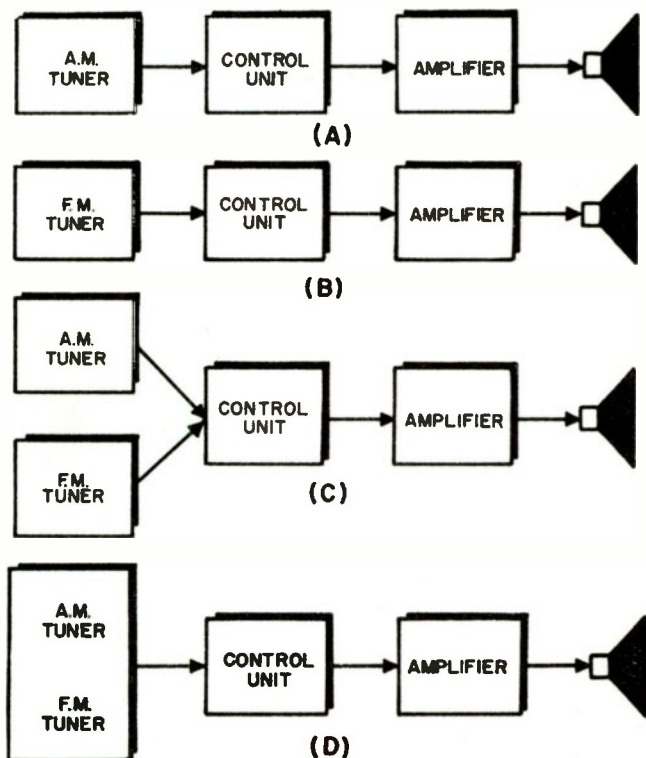 A.M.
TUNER
CONTROL
UNIT
AMPLIFIER
(A)
F.M.
TUNER
CONTROL
UNIT
AMPLIFIER
(B)
A.M.
TUNER
F.M.
TUNER
CONTROL
UNIT
AMPLIFIER
(C)
A.M.
TUNER
F.M.
TUNER
CONTROL
UNIT
AMPLIFIER
(D)